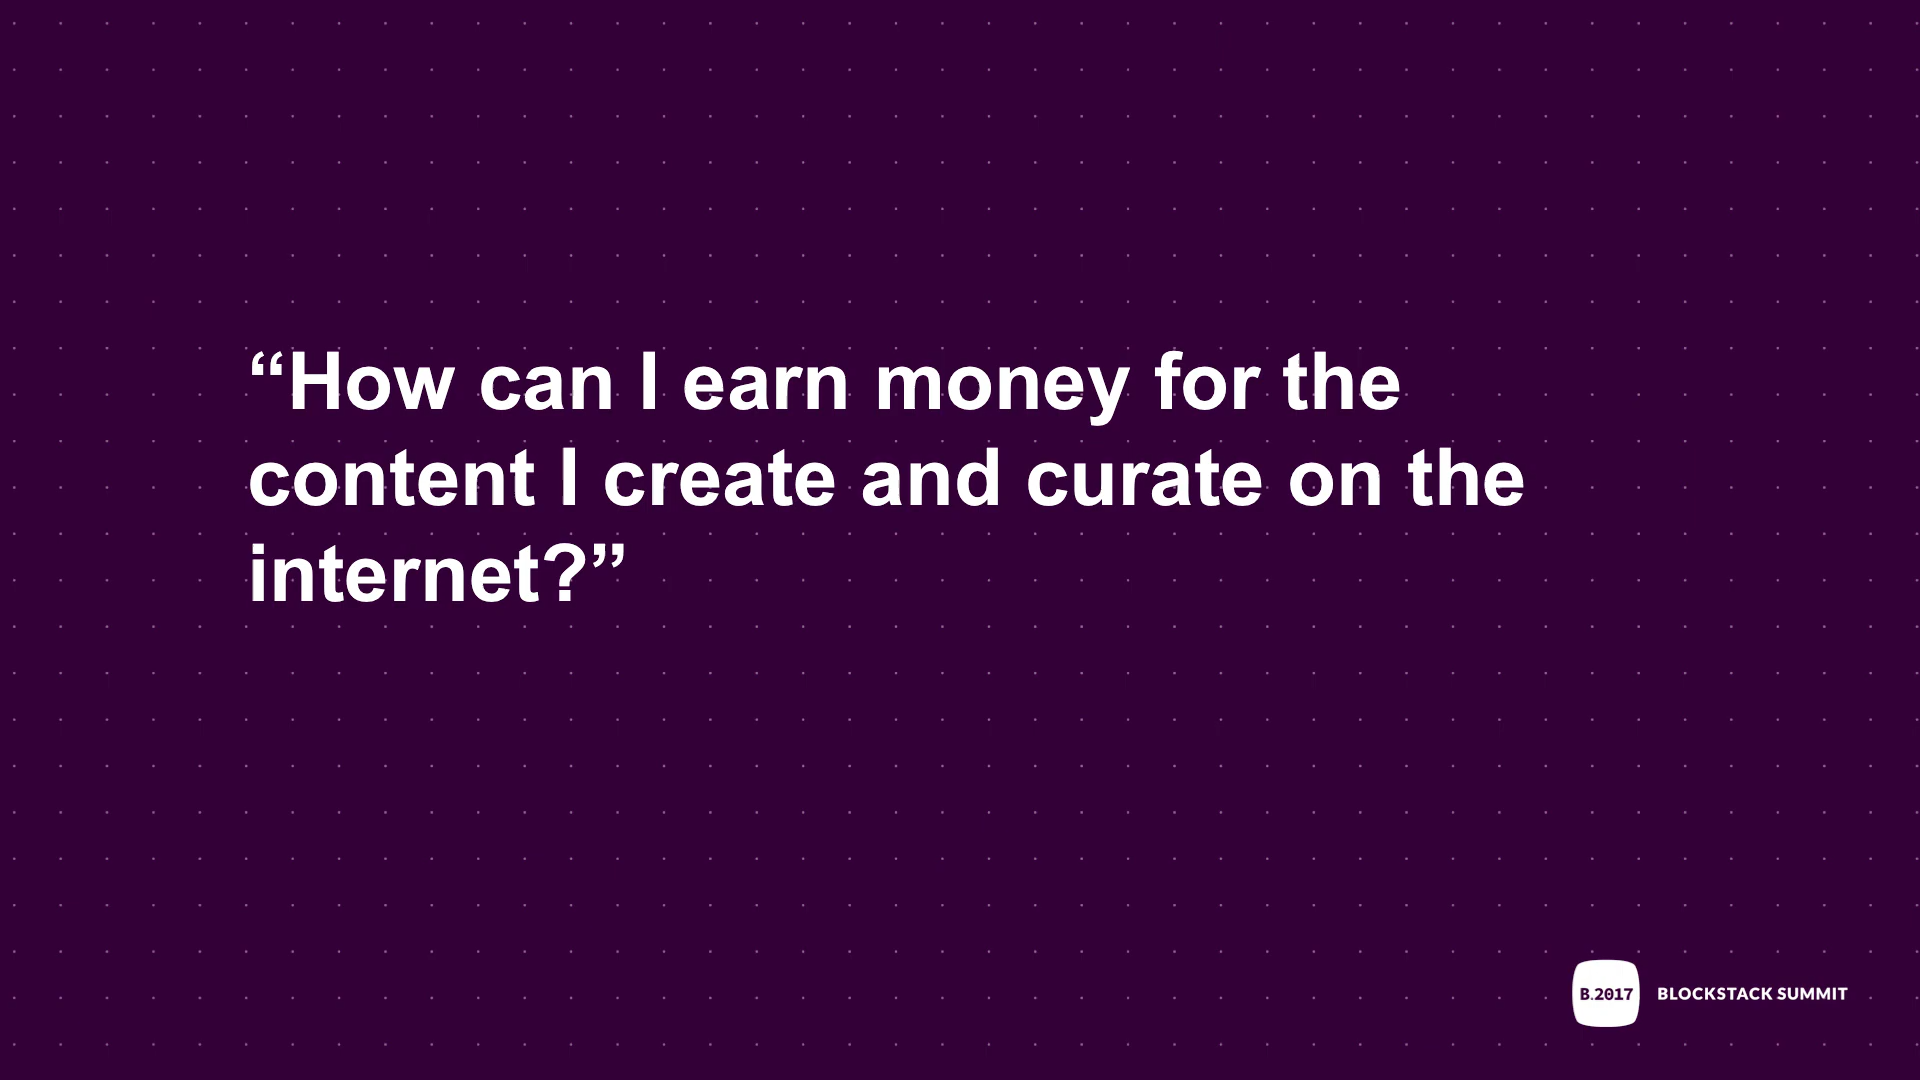 “How can I earn money for the
content I create and curate on the
internet?”
B.2017 BLOCKSTACK SUMMIT